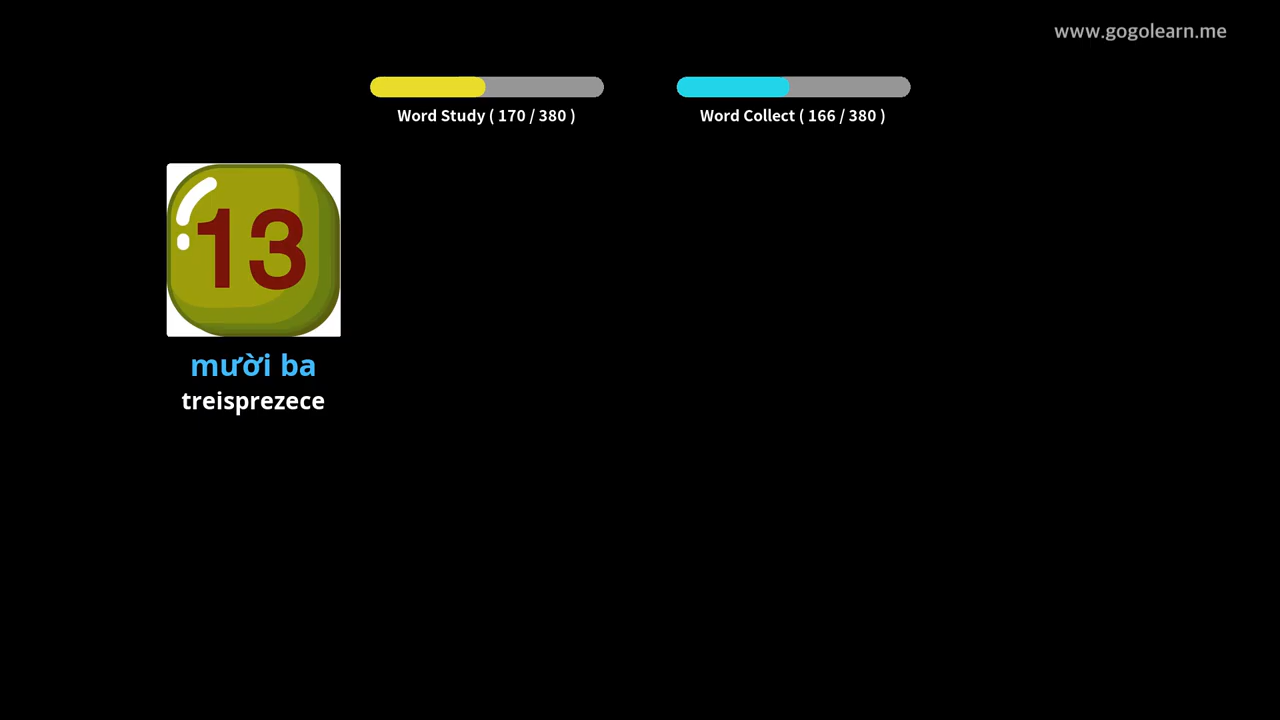 www.gogolearn.me
Word Study ( 170 / 380 )
Word Collect ( 166 / 380 )
13
mười ba
treisprezece